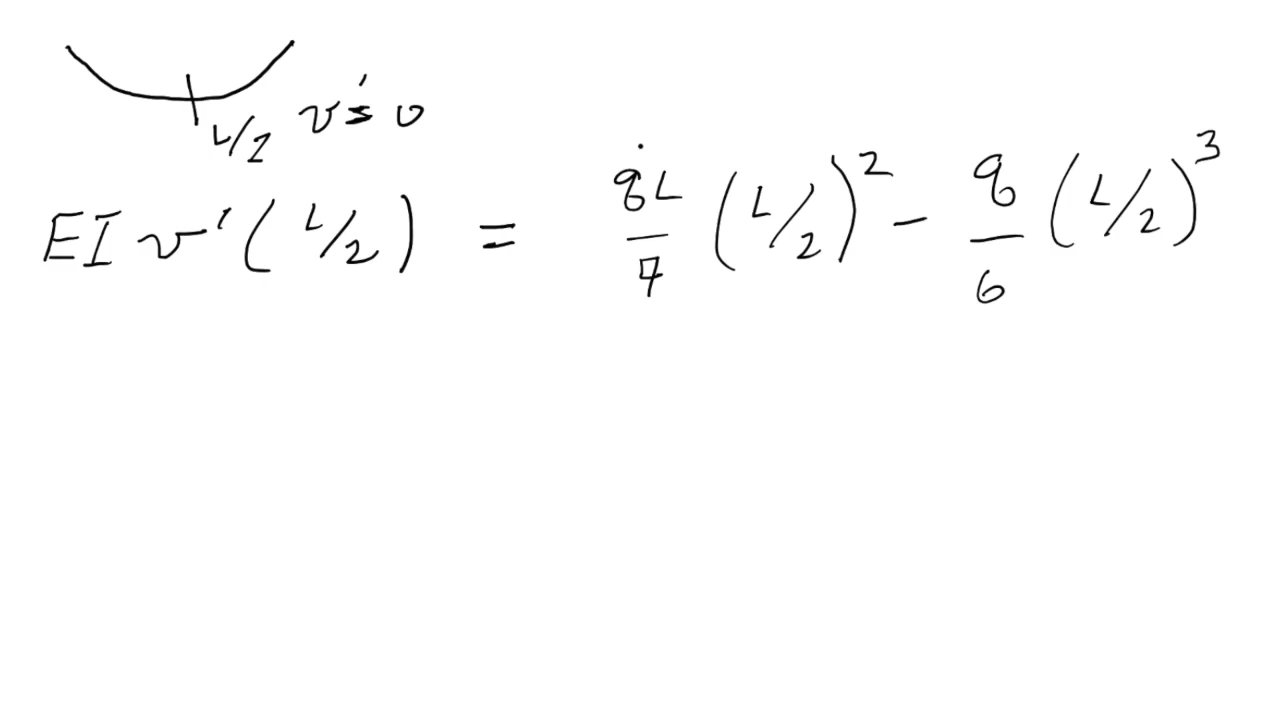 L/2 v' = 0
EI v' (L/2) = qL/4 (L/2)^2 - q/6 (L/2)^3